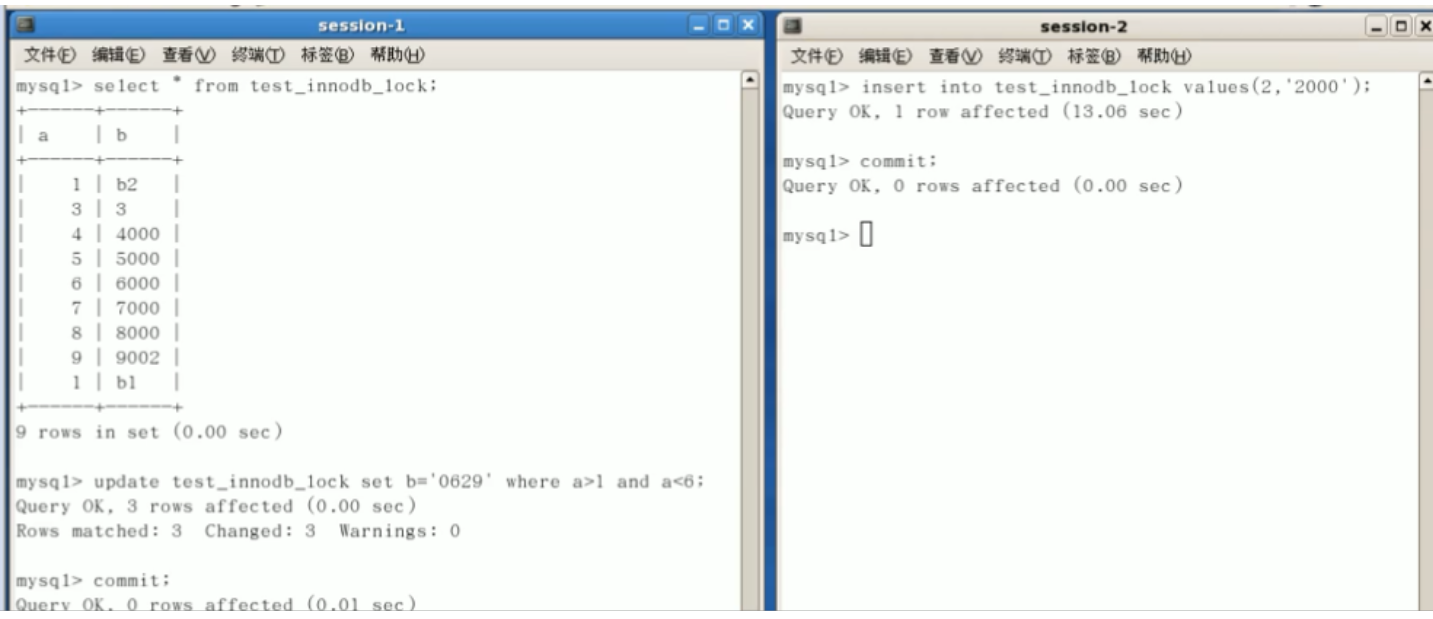 session-1
文件(F) 编辑(E) 查看(V) 终端(T) 标签(B) 帮助(H)
mysql> select * from test_innodb_lock;
+------+------+
| a    | b    |
+------+------+
|    1 | b2   |
|    3 | 3    |
|    4 | 4000 |
|    5 | 5000 |
|    6 | 6000 |
|    7 | 7000 |
|    8 | 8000 |
|    9 | 9002 |
|    1 | b1   |
+------+------+
9 rows in set (0.00 sec)
mysql> update test_innodb_lock set b='0629' where a>1 and a<6;
Query OK, 3 rows affected (0.00 sec)
Rows matched: 3  Changed: 3  Warnings: 0
mysql> commit;
Query OK, 0 rows affected (0.01 sec)
session-2
文件(F) 编辑(E) 查看(V) 终端(T) 标签(B) 帮助(H)
mysql> insert into test_innodb_lock values(2,'2000');
Query OK, 1 row affected (13.06 sec)
mysql> commit;
Query OK, 0 rows affected (0.00 sec)
mysql>